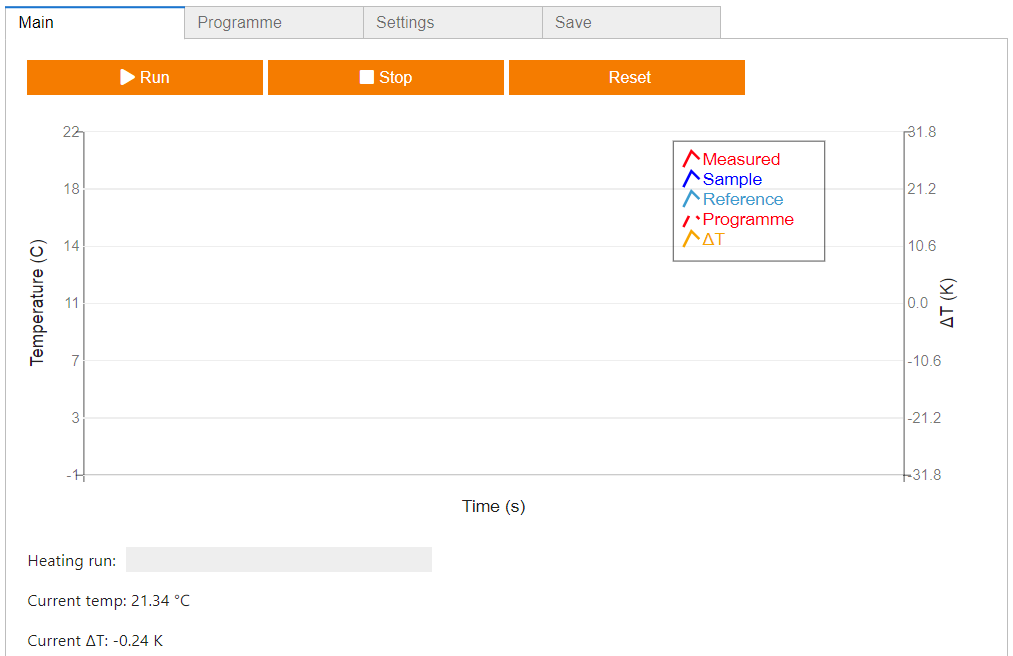 Main Programme Settings Save
Run Stop Reset
22 31.8
Measured
Sample
18 21.2
Reference
Programme
ΔT
14 10.6
Temperature (C)
11 0.0
ΔT (K)
7 -10.6
3 -21.2
-1 -31.8
Time (s)
Heating run:
Current temp: 21.34 °C
Current ΔT: -0.24 K